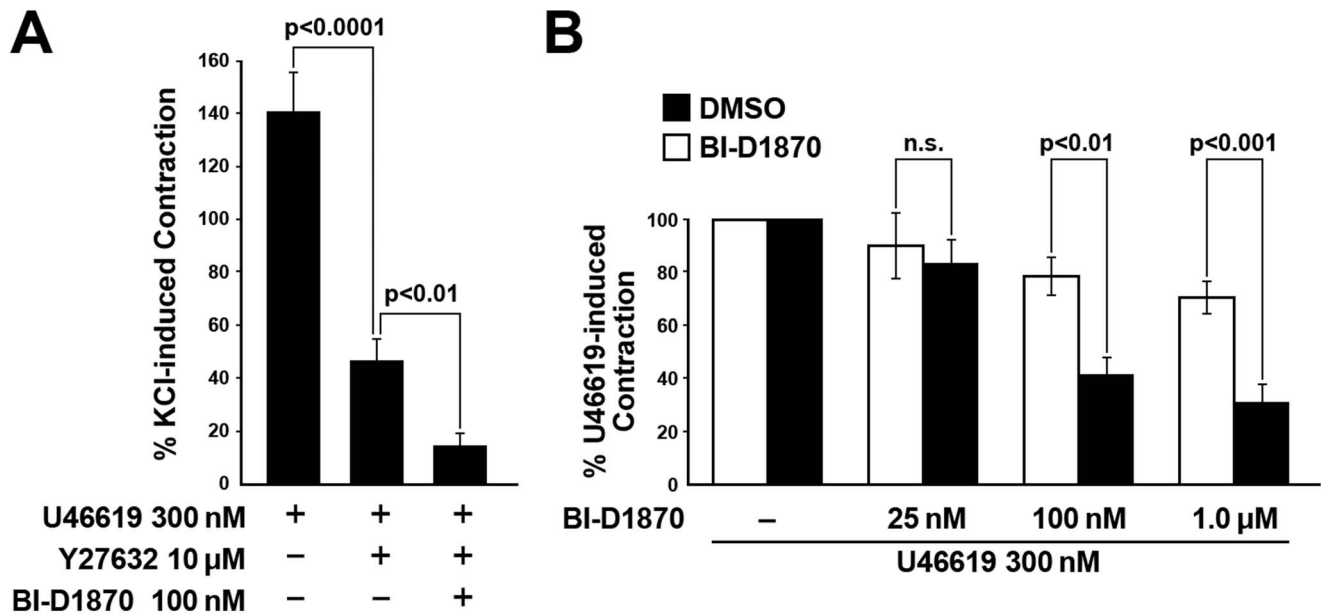 A
p<0.0001
160
140
120
100
80
60
40
20
0
% KCl-induced Contraction
p<0.01
U46619 300 nM + + +
Y27632 10 µM – + +
BI-D1870 100 nM – – +
B
DMSO
BI-D1870
n.s. p<0.01 p<0.001
100
80
60
40
20
0
% U46619-induced
Contraction
BI-D1870 – 25 nM 100 nM 1.0 µM
U46619 300 nM